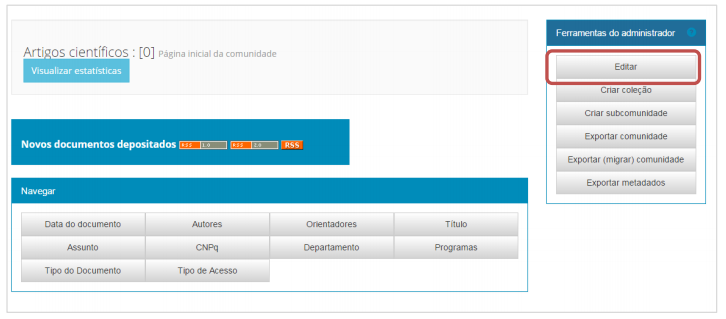 Artigos científicos : [0] Página inicial da comunidade
Visualizar estatísticas
Novos documentos depositados RSS 1.0 RSS 2.0 RSS
Navegar
Data do documento Autores Orientadores Título
Assunto CNPq Departamento Programas
Tipo do Documento Tipo de Acesso
Ferramentas do administrador
Editar
Criar coleção
Criar subcomunidade
Exportar comunidade
Exportar (migrar) comunidade
Exportar metadados